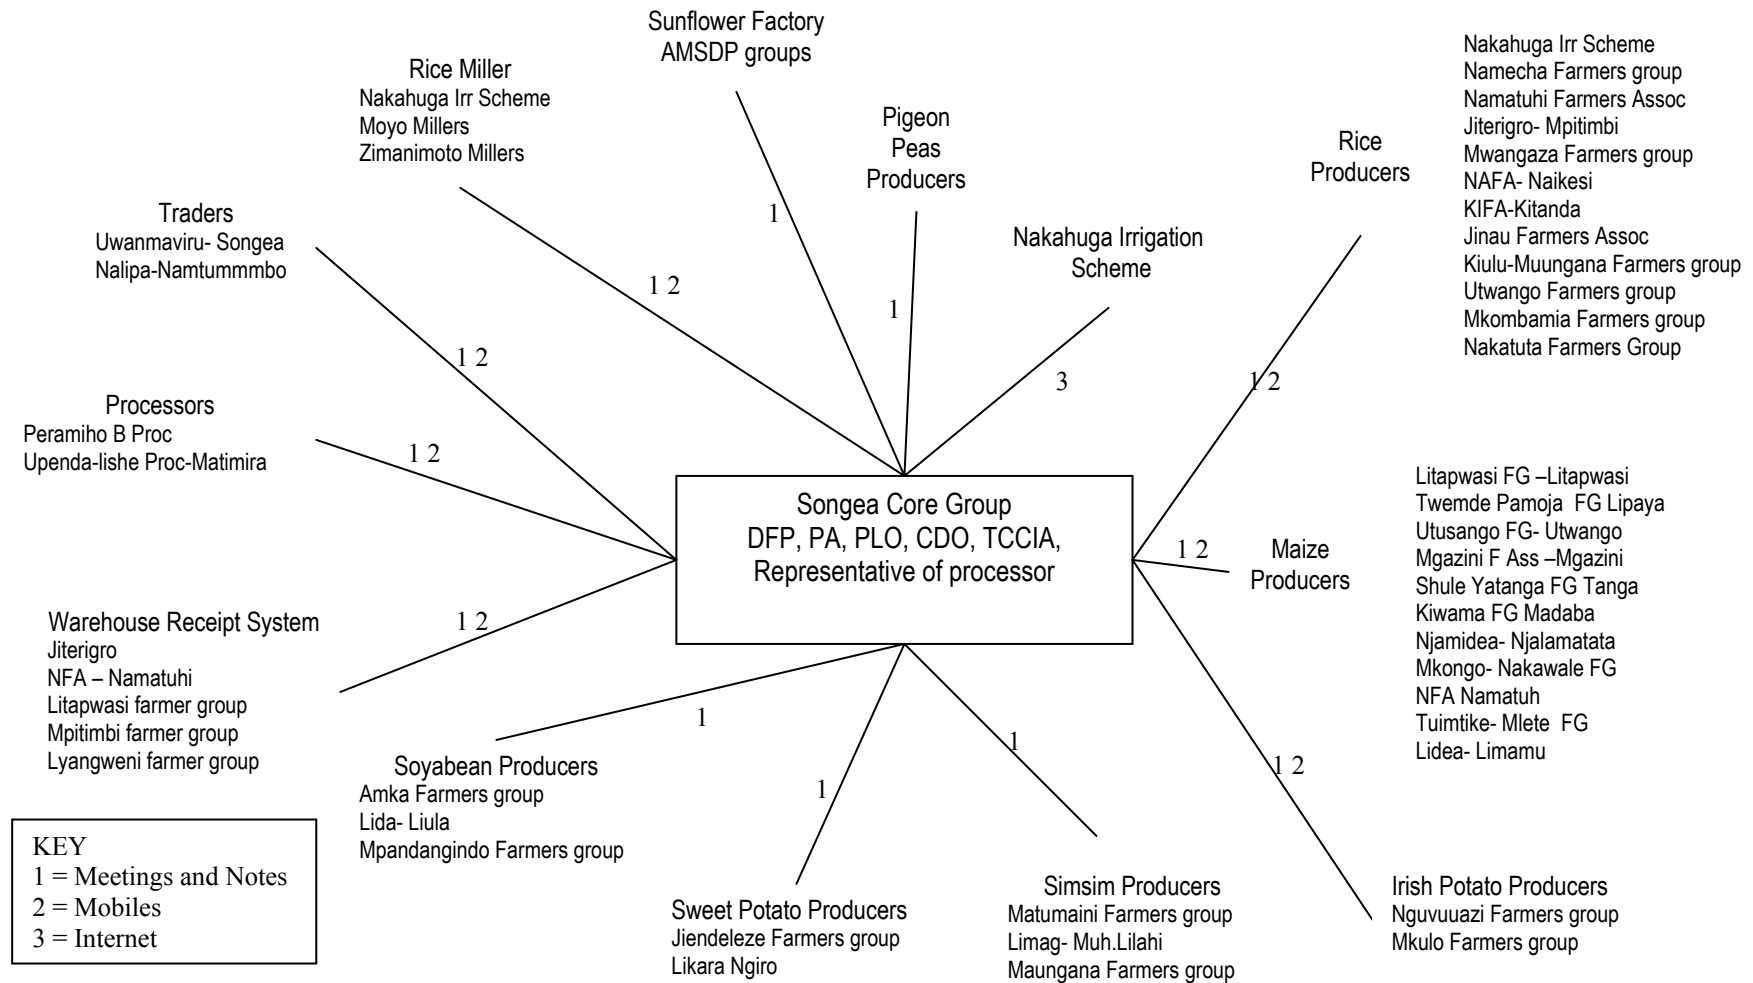 Sunflower Factory
AMSDP groups
Rice Miller
Nakahuga Irr Scheme
Moyo Millers
Zimanimoto Millers
Pigeon
Peas
Producers
Nakahuga Irrigation
Scheme
Rice
Producers
Nakahuga Irr Scheme
Namecha Farmers group
Namatuhi Farmers Assoc
Jiterigro- Mpitimbi
Mwangaza Farmers group
NAFA- Naikesi
KIFA-Kitanda
Jinau Farmers Assoc
Kiulu-Muungana Farmers group
Utwango Farmers group
Mkombamia Farmers group
Nakatuta Farmers Group
Traders
Uwanmaviru- Songea
Nalipa-Namtummmbo
1
1 2
1
3
1 2
1 2
Processors
Peramiho B Proc
Upenda-lishe Proc-Matimira
1 2
Songea Core Group
DFP, PA, PLO, CDO, TCCIA,
Representative of processor
1 2
Maize
Producers
Litapwasi FG –Litapwasi
Twemde Pamoja  FG Lipaya
Utusango FG- Utwango
Mgazini F Ass –Mgazini
Shule Yatanga FG Tanga
Kiwama FG Madaba
Njamidea- Njalamatata
Mkongo- Nakawale FG
NFA Namatuh
Tuimtike- Mlete  FG
Lidea- Limamu
Warehouse Receipt System
Jiterigro
NFA – Namatuhi
Litapwasi farmer group
Mpitimbi farmer group
Lyangweni farmer group
1 2
1
1
1
1 2
Soyabean Producers
Amka Farmers group
Lida- Liula
Mpandangindo Farmers group
Sweet Potato Producers
Jiendeleze Farmers group
Likara Ngiro
Simsim Producers
Matumaini Farmers group
Limag- Muh.Lilahi
Maungana Farmers group
Irish Potato Producers
Nguvuuazi Farmers group
Mkulo Farmers group
KEY
1 = Meetings and Notes
2 = Mobiles
3 = Internet